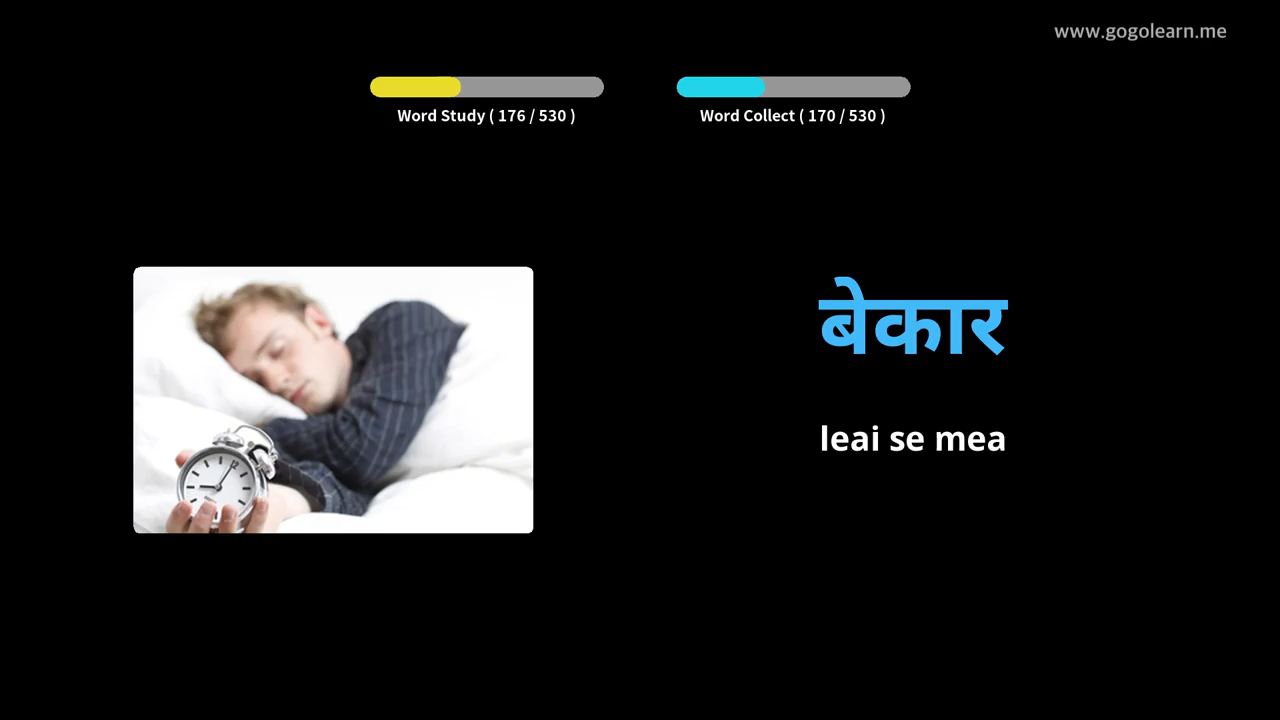 www.gogolearn.me
Word Study ( 176 / 530 )
Word Collect ( 170 / 530 )
बेकार
leai se mea